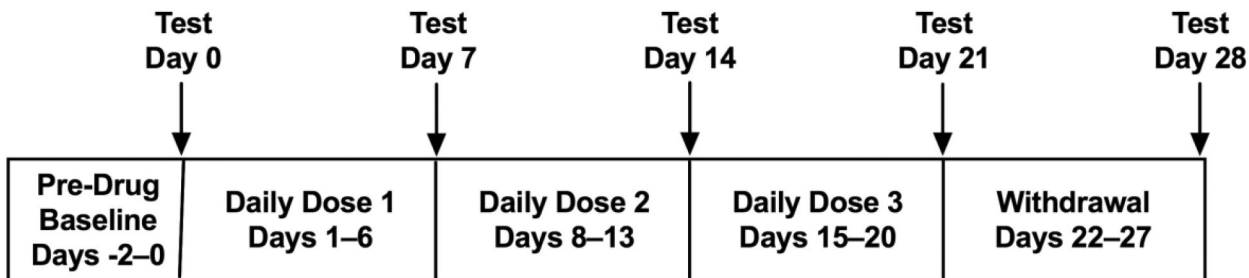 Test
Day 0
Test
Day 7
Test
Day 14
Test
Day 21
Test
Day 28
Pre-Drug
Baseline
Days -2–0
Daily Dose 1
Days 1–6
Daily Dose 2
Days 8–13
Daily Dose 3
Days 15–20
Withdrawal
Days 22–27